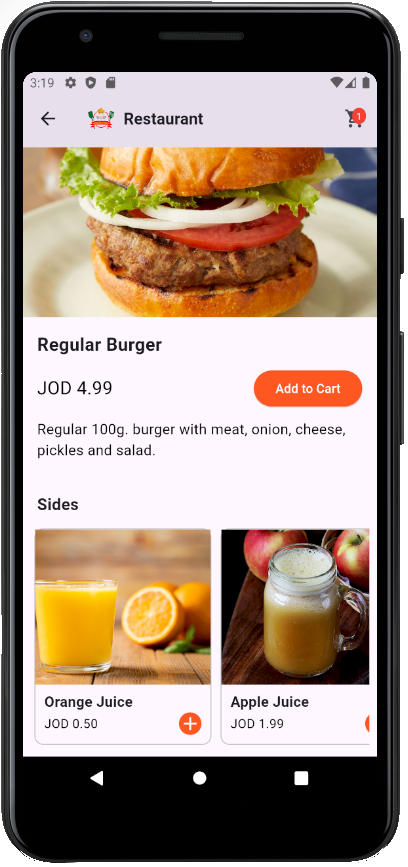 3:19
Restaurant
1
Regular Burger
JOD 4.99
Add to Cart
Regular 100g. burger with meat, onion, cheese,
pickles and salad.
Sides
Orange Juice
JOD 0.50
Apple Juice
JOD 1.99